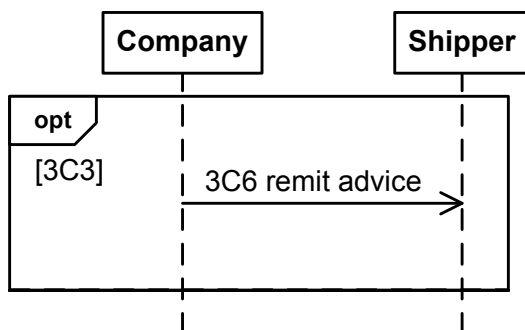 Company
Shipper
opt
[3C3]
3C6 remit advice